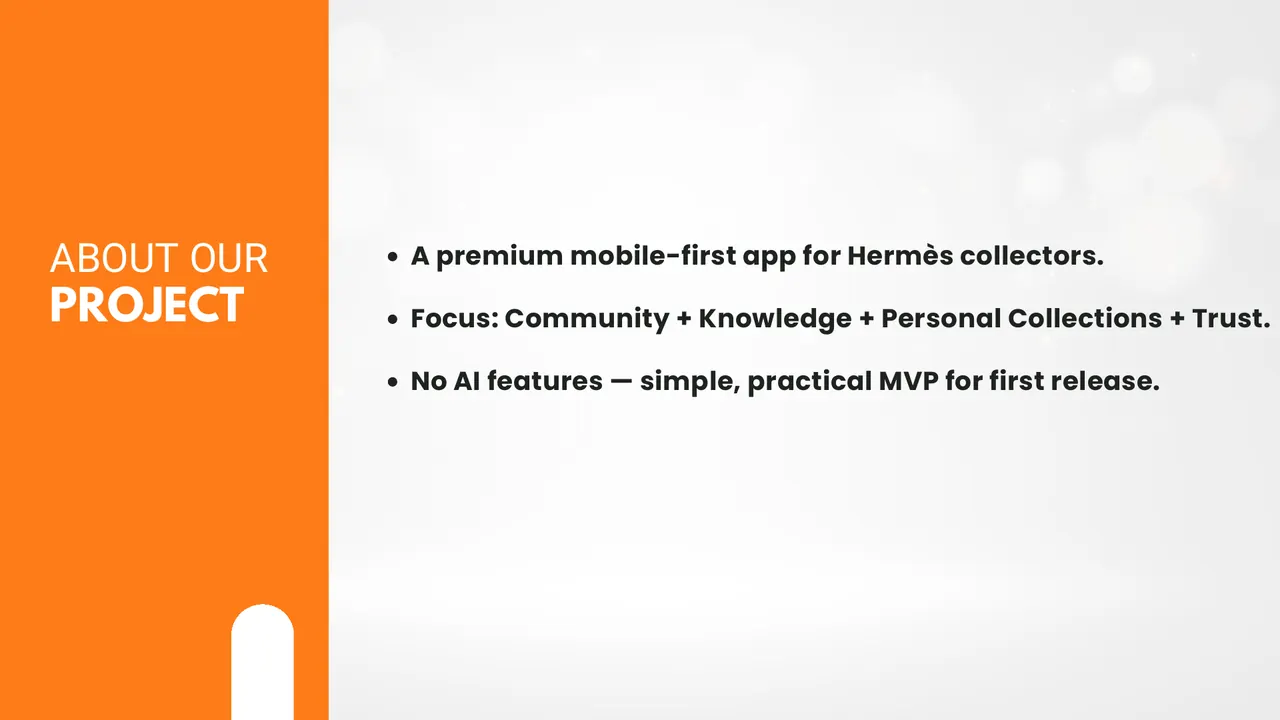 ABOUT OUR
PROJECT
• A premium mobile-first app for Hermès collectors.
• Focus: Community + Knowledge + Personal Collections + Trust.
• No AI features — simple, practical MVP for first release.